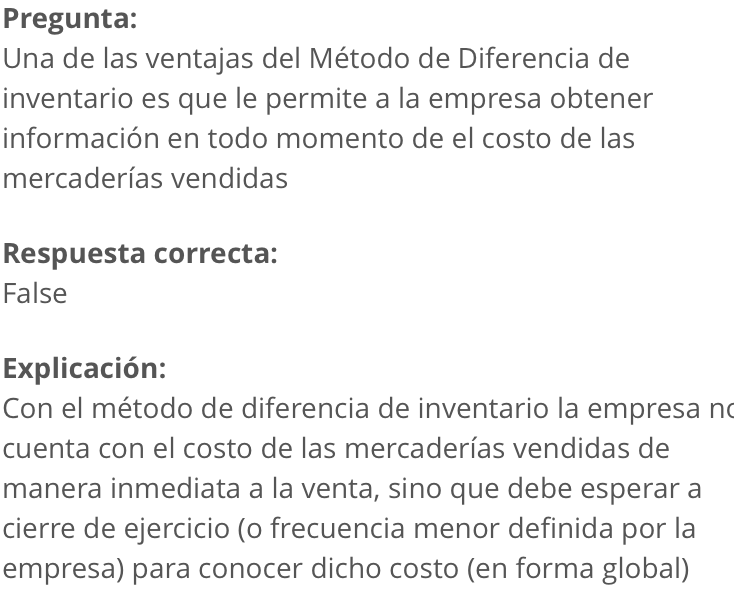 Pregunta:
Una de las ventajas del Método de Diferencia de
inventario es que le permite a la empresa obtener
información en todo momento de el costo de las
mercaderías vendidas
Respuesta correcta:
False
Explicación:
Con el método de diferencia de inventario la empresa no
cuenta con el costo de las mercaderías vendidas de
manera inmediata a la venta, sino que debe esperar a
cierre de ejercicio (o frecuencia menor definida por la
empresa) para conocer dicho costo (en forma global)